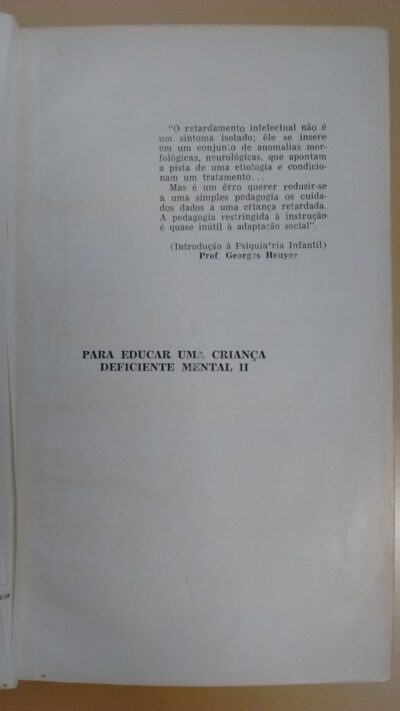 "O retardamento intelectual não é
um sintoma isolado; êle se insere
em um conjunto de anomalias mor-
fológicas, neurológicas, que apontam
a pista de uma etiologia e condicio-
nam um tratamento...
Mas é um êrro querer reduzir-se
a uma simples pedagogia os cuida-
dos dados a uma criança retardada.
A pedagogia restringida à instrução
é quase inútil à adaptação social".
(Introdução à Psiquiatria Infantil)
Prof. Georges Heuyer
PARA EDUCAR UMA CRIANÇA
DEFICIENTE MENTAL II